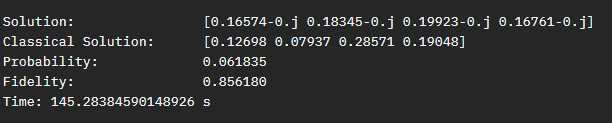 Solution: [0.16574-0.j 0.18345-0.j 0.19923-0.j 0.16761-0.j]
Classical Solution: [0.12698 0.07937 0.28571 0.19048]
Probability: 0.061835
Fidelity: 0.856180
Time: 145.28384590148926 s